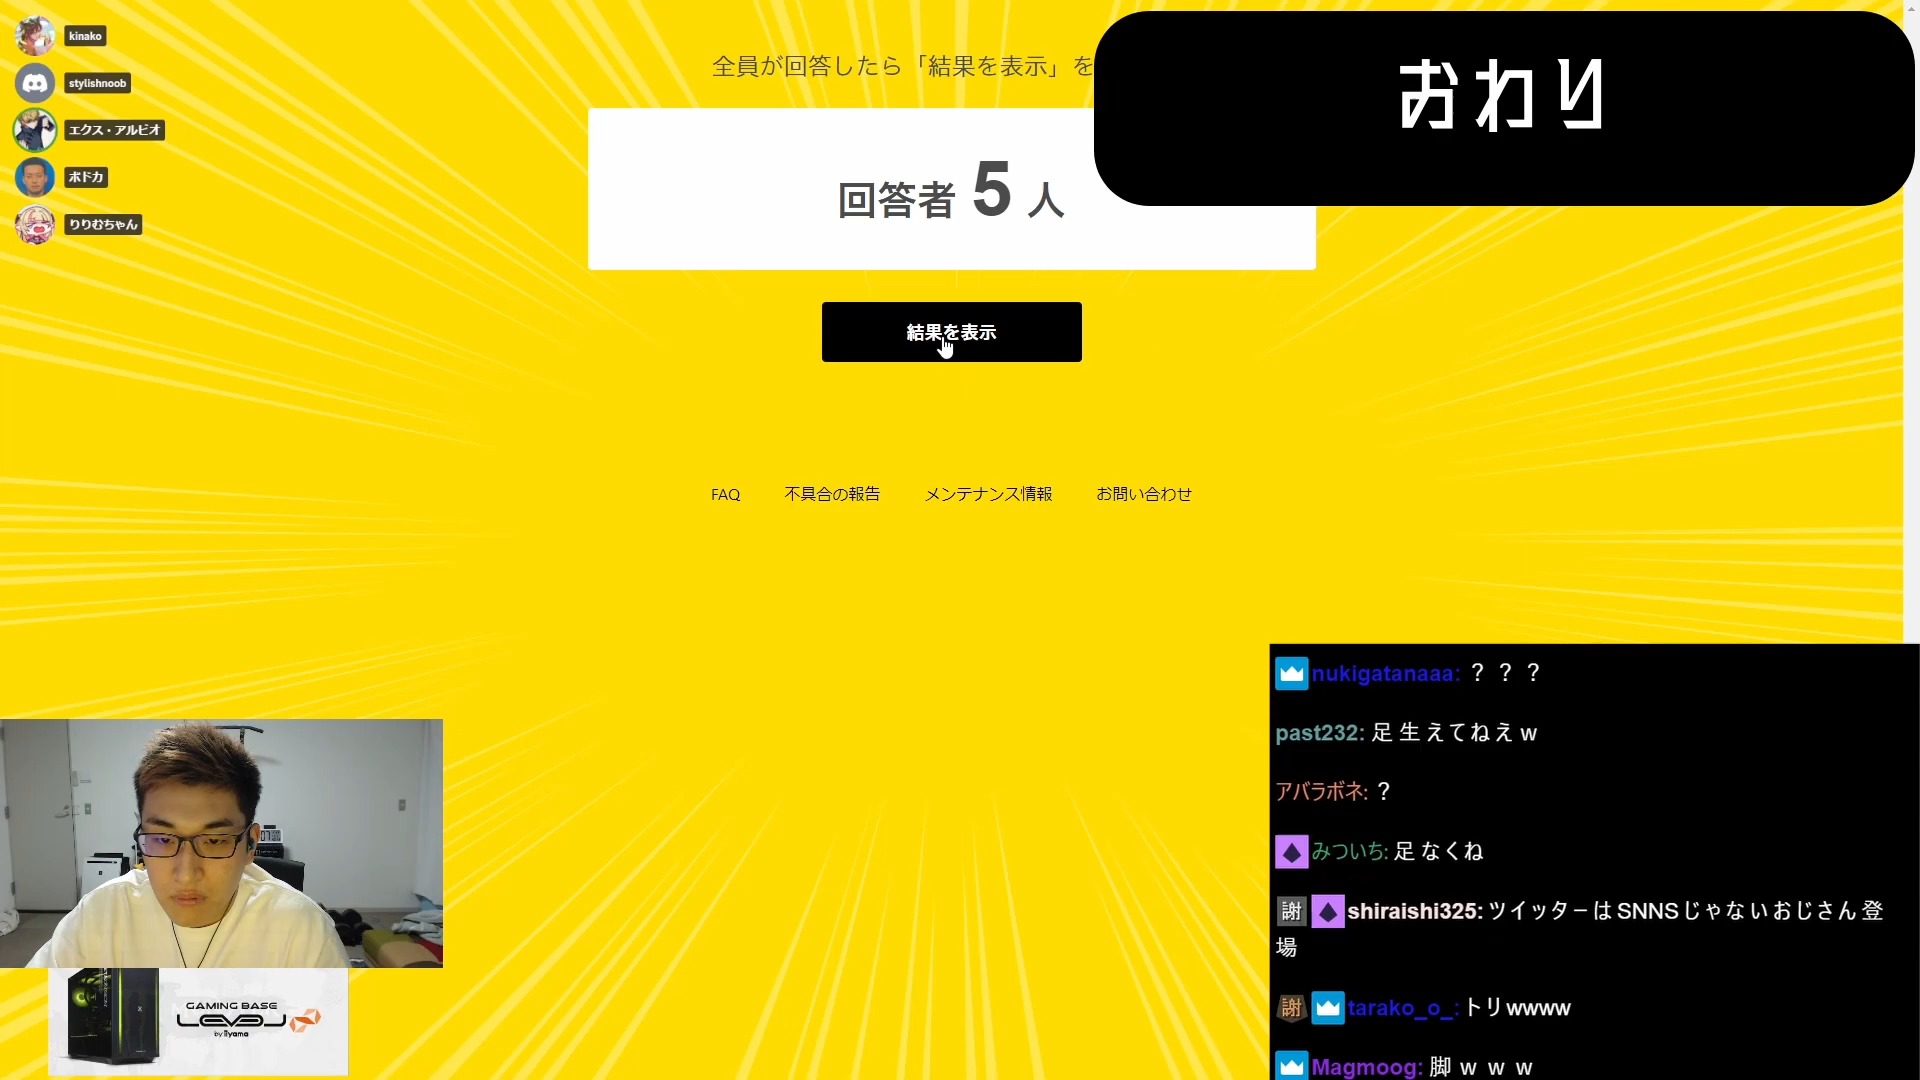 kinako
stylishnoob
エクス・アルビオ
ボドカ
りりむちゃん
全員が回答したら「結果を表示」を
おわり
回答者 5 人
結果を表示
FAQ 不具合の報告 メンテナンス情報 お問い合わせ
nukigatanaaa: ? ? ?
past232: 足生えてねえw
アバラボネ: ?
みついち: 足なくね
謝 shiraishi325: ツイッターはSNNSじゃないおじさん登
場
謝 tarako_o_: トリwwww
Magmoog: 脚www
GAMING BASE
LEVEL∞
by iiyama